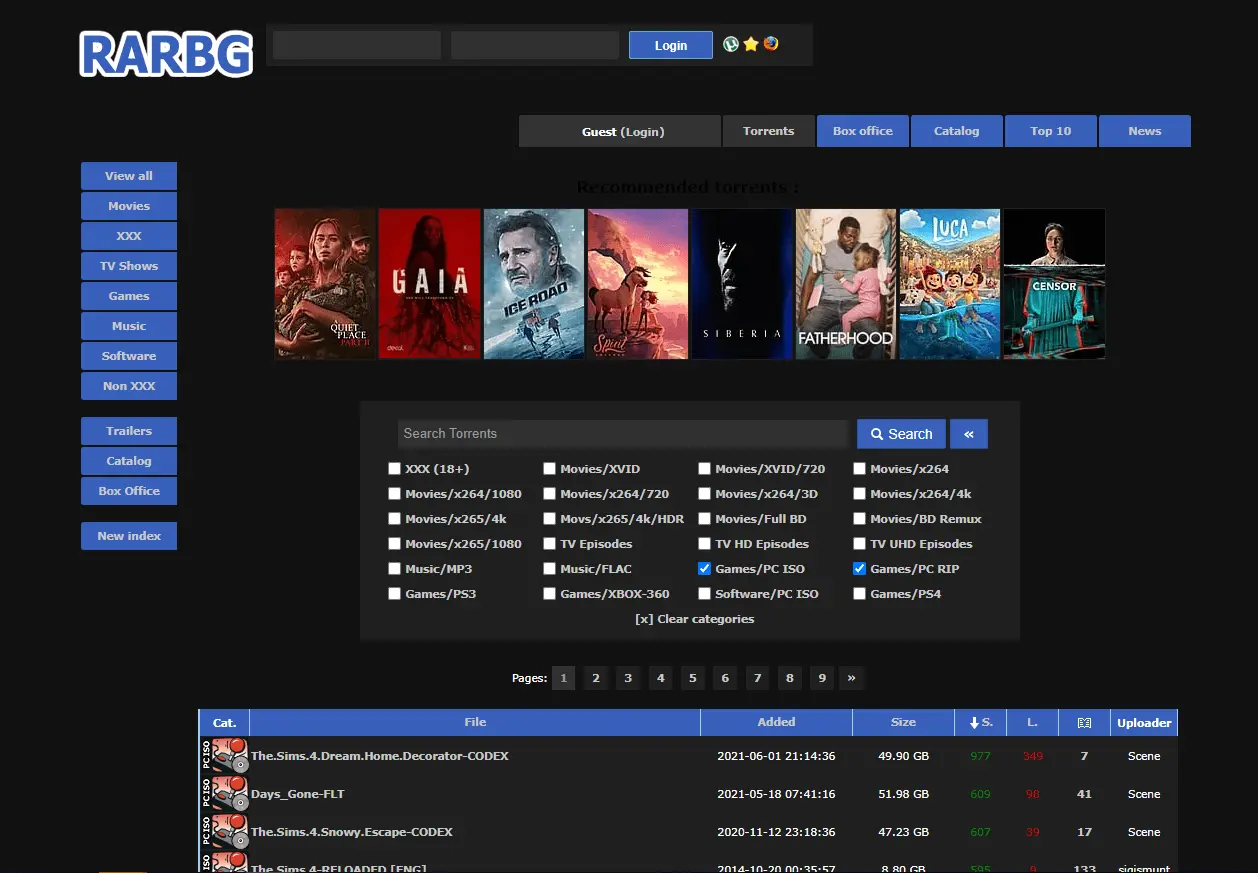 RARBG
Login
Guest (Login) Torrents Box office Catalog Top 10 News
View all
Movies
XXX
TV Shows
Games
Music
Software
Non XXX
Trailers
Catalog
Box Office
New index
Recommended torrents :
A QUIET PLACE PART II
GAIA
decal.
ICE ROAD
Spirit
SIBERIA
FATHERHOOD
LUCA
CENSOR
Search Torrents Search «
XXX (18+) Movies/XVID Movies/XVID/720 Movies/x264
Movies/x264/1080 Movies/x264/720 Movies/x264/3D Movies/x264/4k
Movies/x265/4k Movs/x265/4k/HDR Movies/Full BD Movies/BD Remux
Movies/x265/1080 TV Episodes TV HD Episodes TV UHD Episodes
Music/MP3 Music/FLAC Games/PC ISO Games/PC RIP
Games/PS3 Games/XBOX-360 Software/PC ISO Games/PS4
[x] Clear categories
Pages: 1 2 3 4 5 6 7 8 9 »
Cat. File Added Size S. L. Uploader
PC ISO The.Sims.4.Dream.Home.Decorator-CODEX 2021-06-01 21:14:36 49.90 GB 977 349 7 Scene
PC ISO Days_Gone-FLT 2021-05-18 07:41:16 51.98 GB 609 98 41 Scene
PC ISO The.Sims.4.Snowy.Escape-CODEX 2020-11-12 23:18:36 47.23 GB 607 39 17 Scene
ISO The.Sims.4-RELOADED [ENG] 2014-10-20 00:35:57 8.80 GB 595 9 133 sigismunt